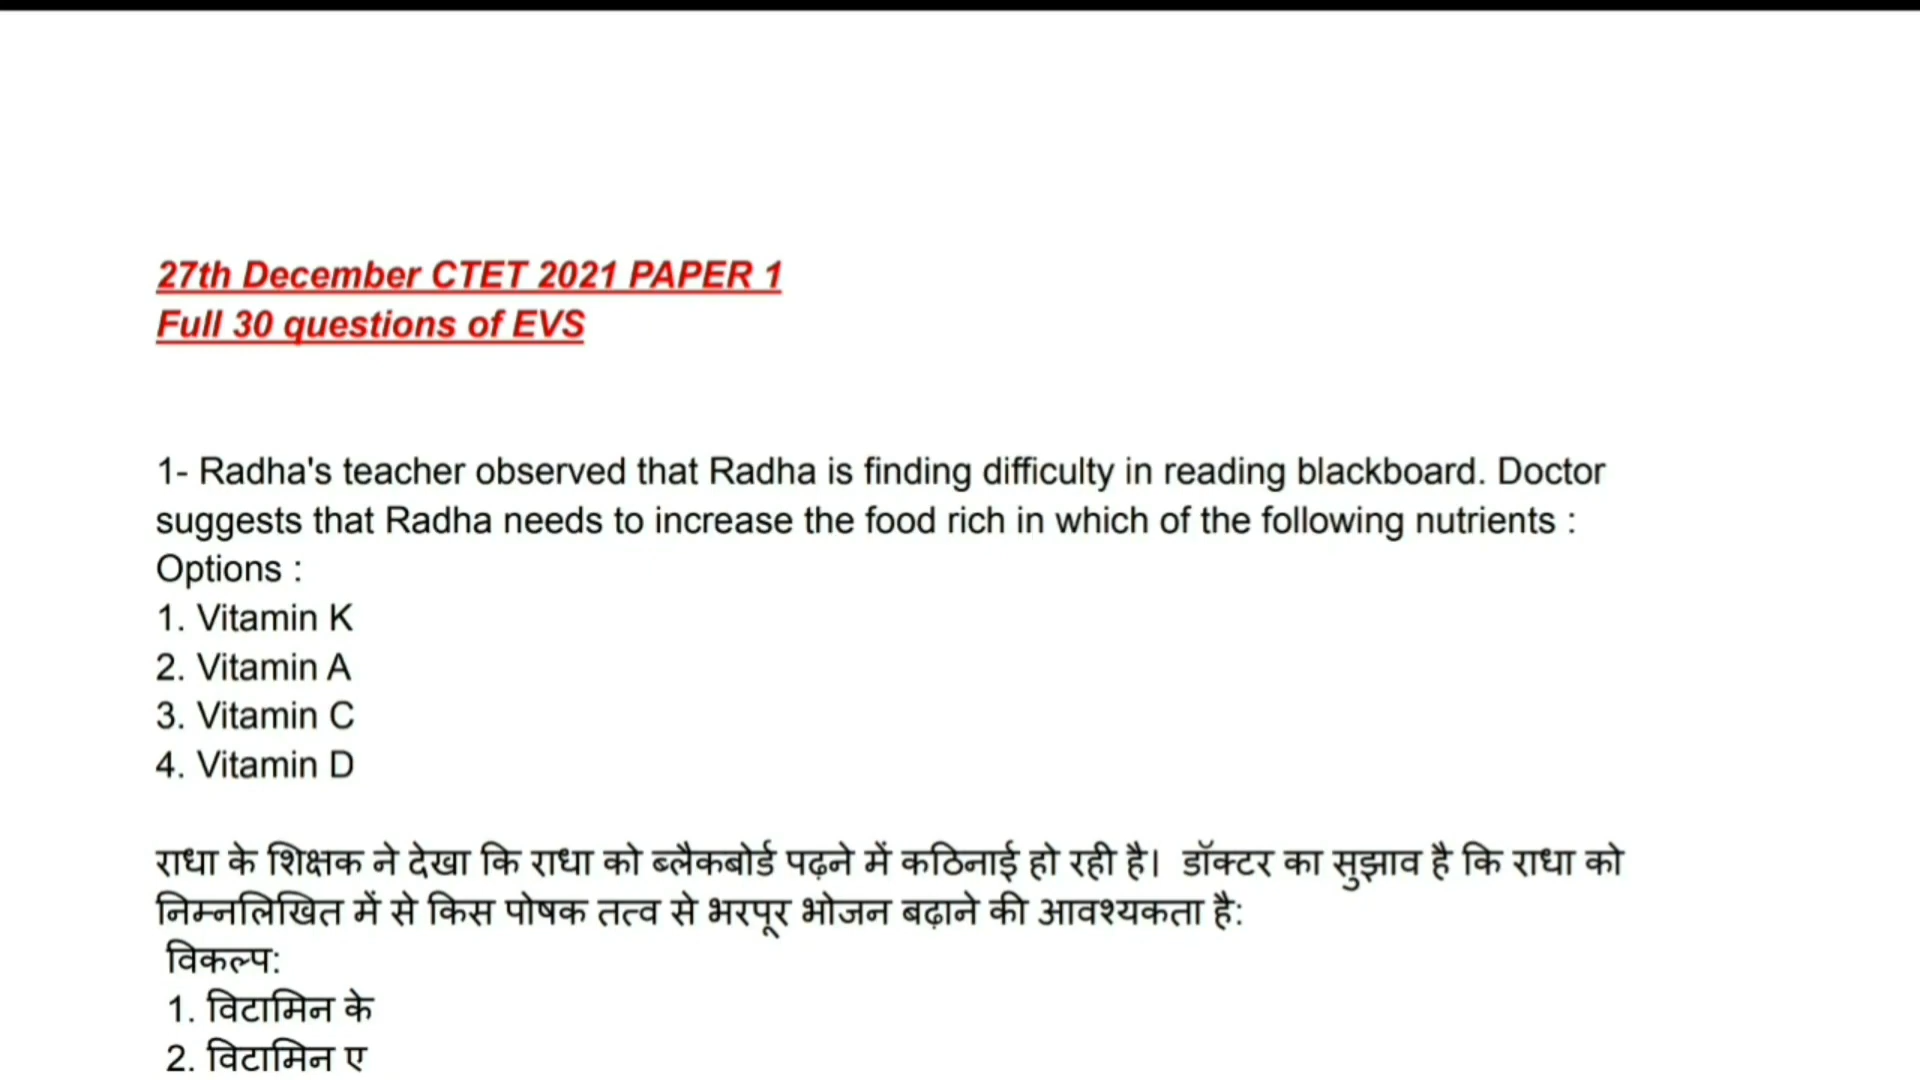 27th December CTET 2021 PAPER 1
Full 30 questions of EVS
1- Radha's teacher observed that Radha is finding difficulty in reading blackboard. Doctor
suggests that Radha needs to increase the food rich in which of the following nutrients :
Options :
1. Vitamin K
2. Vitamin A
3. Vitamin C
4. Vitamin D
राधा के शिक्षक ने देखा कि राधा को ब्लैकबोर्ड पढ़ने में कठिनाई हो रही है। डॉक्टर का सुझाव है कि राधा को
निम्नलिखित में से किस पोषक तत्व से भरपूर भोजन बढ़ाने की आवश्यकता है:
विकल्प:
1. विटामिन के
2. विटामिन ए